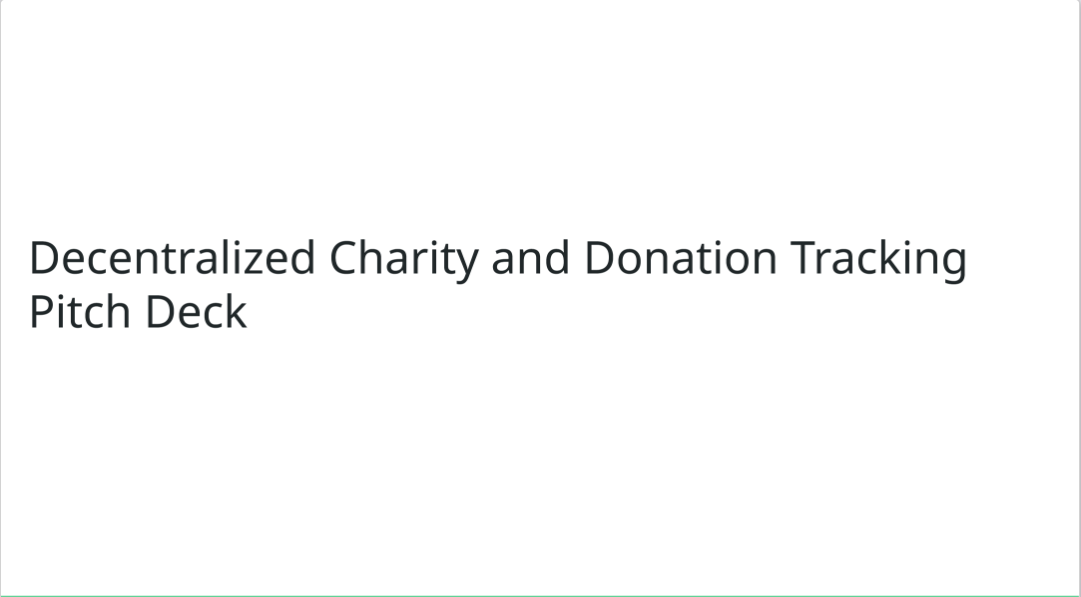 Decentralized Charity and Donation Tracking
Pitch Deck